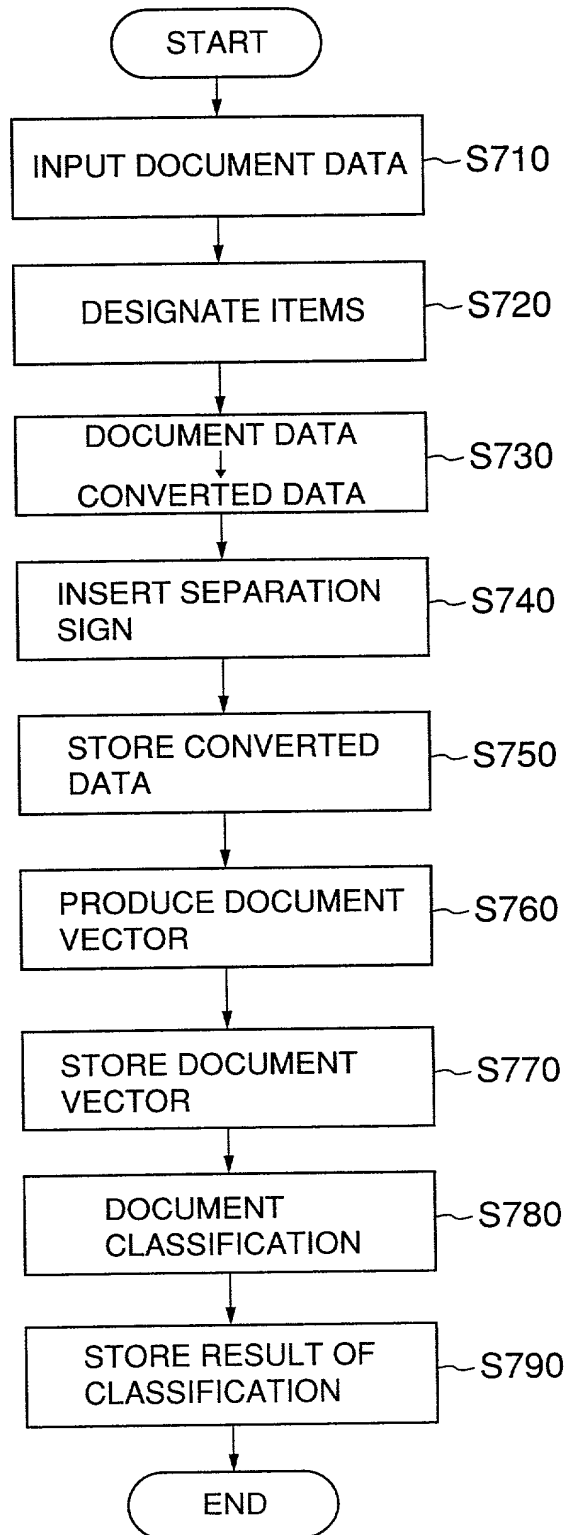 START
INPUT DOCUMENT DATA
S710
DESIGNATE ITEMS
S720
DOCUMENT DATA
CONVERTED DATA
S730
INSERT SEPARATION
SIGN
S740
STORE CONVERTED
DATA
S750
PRODUCE DOCUMENT
VECTOR
S760
STORE DOCUMENT
VECTOR
S770
DOCUMENT
CLASSIFICATION
S780
STORE RESULT OF
CLASSIFICATION
S790
END